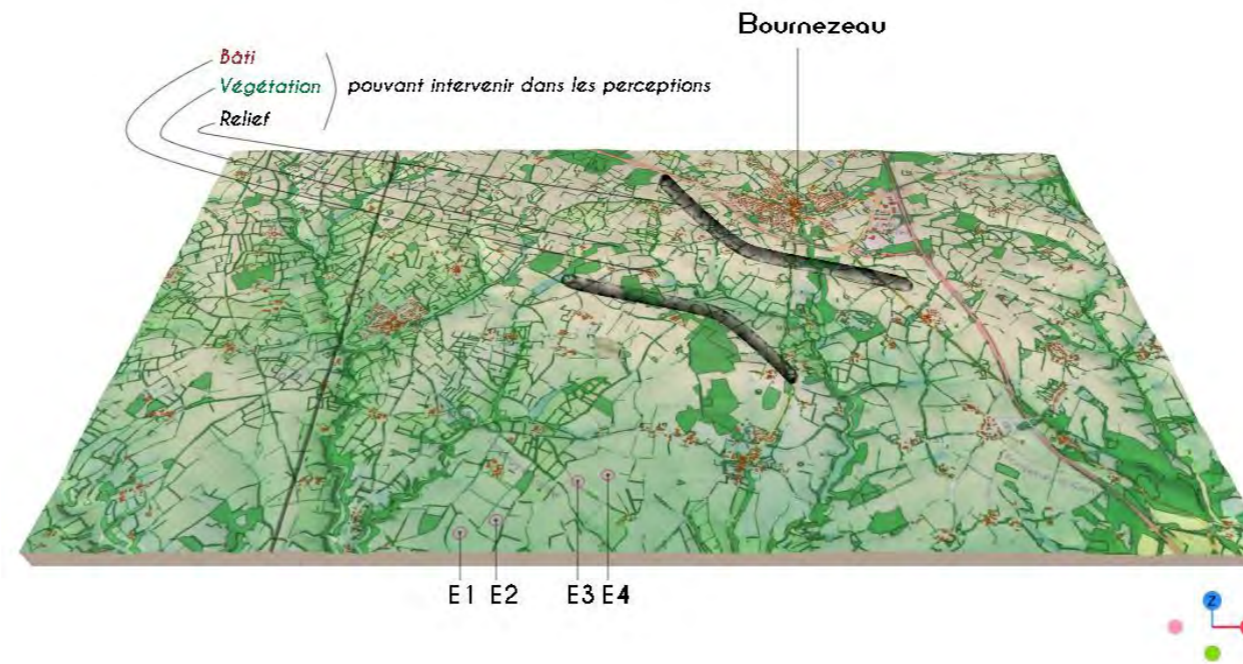 Bournezeau
Bâti
Végétation pouvant intervenir dans les perceptions
Relief
E1 E2 E3 E4
Z